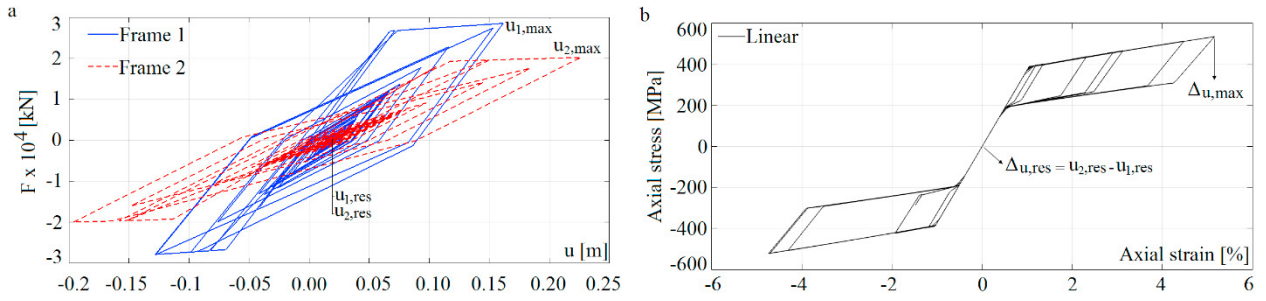 a
Frame 1
Frame 2
u1,max
u2,max
u1,res
u2,res
F x 10^4 [kN]
3
2
1
0
-1
-2
-3
u [m]
-0.2 -0.15 -0.1 -0.05 0.00 0.05 0.10 0.15 0.20 0.25
b
Linear
Δu,max
Δu,res = u2,res - u1,res
Axial stress [MPa]
600
400
200
0
-200
-400
-600
Axial strain [%]
-6 -4 -2 0 2 4 6